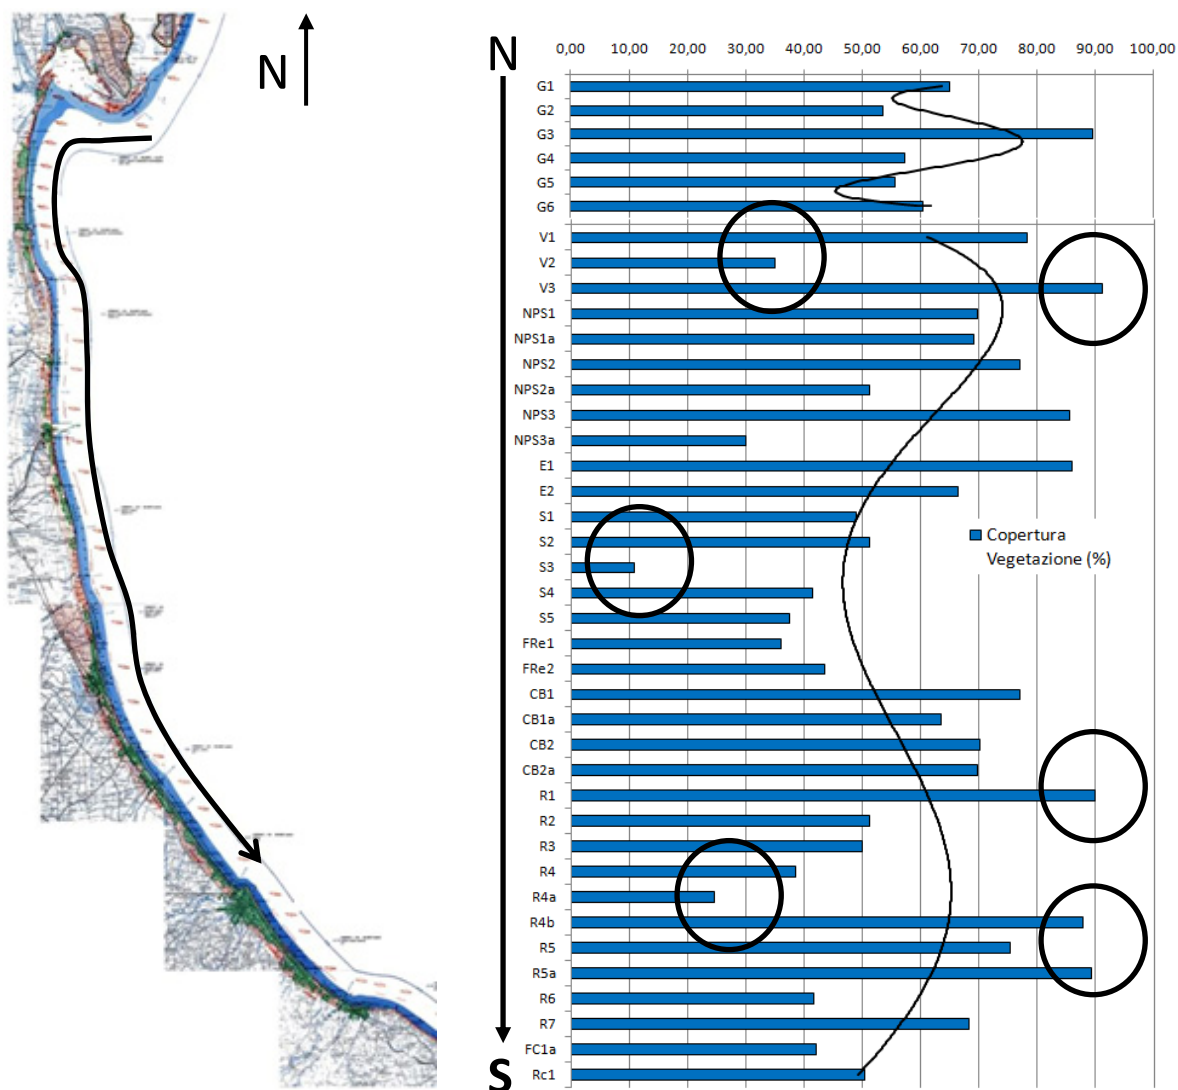 N
N
0,00 10,00 20,00 30,00 40,00 50,00 60,00 70,00 80,00 90,00 100,00
G1
G2
G3
G4
G5
G6
V1
V2
V3
NPS1
NPS1a
NPS2
NPS2a
NPS3
NPS3a
E1
E2
S1
S2
S3
S4
S5
FRe1
FRe2
CB1
CB1a
CB2
CB2a
R1
R2
R3
R4
R4a
R4b
R5
R5a
R6
R7
FC1a
Rc1
S
Copertura
Vegetazione (%)